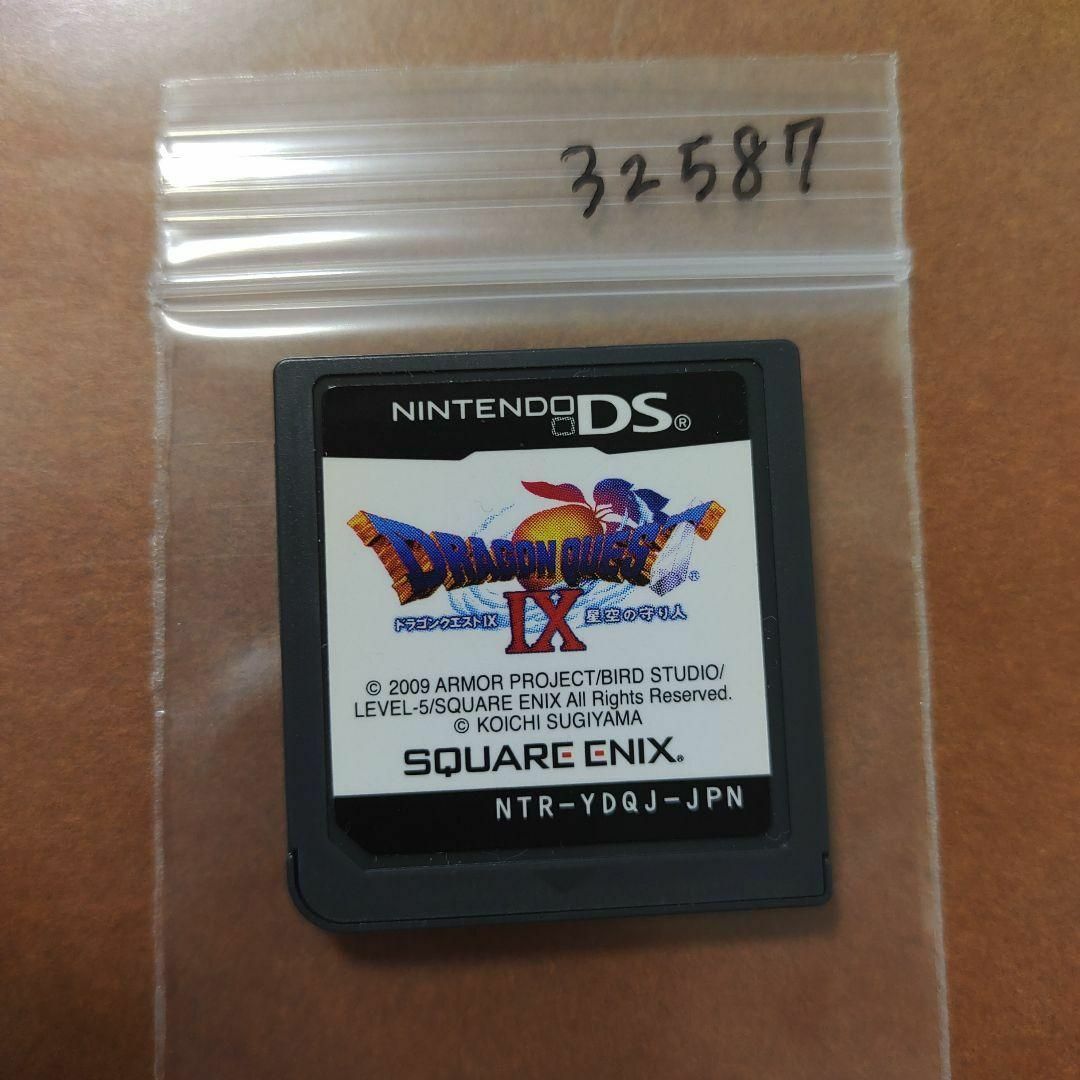 32587
NINTENDO DS®
DRAGON QUEST®
IX
ドラゴンクエストIX 星空の守り人
© 2009 ARMOR PROJECT/BIRD STUDIO/
LEVEL-5/SQUARE ENIX All Rights Reserved.
© KOICHI SUGIYAMA
SQUARE ENIX®
NTR-YDQJ-JPN